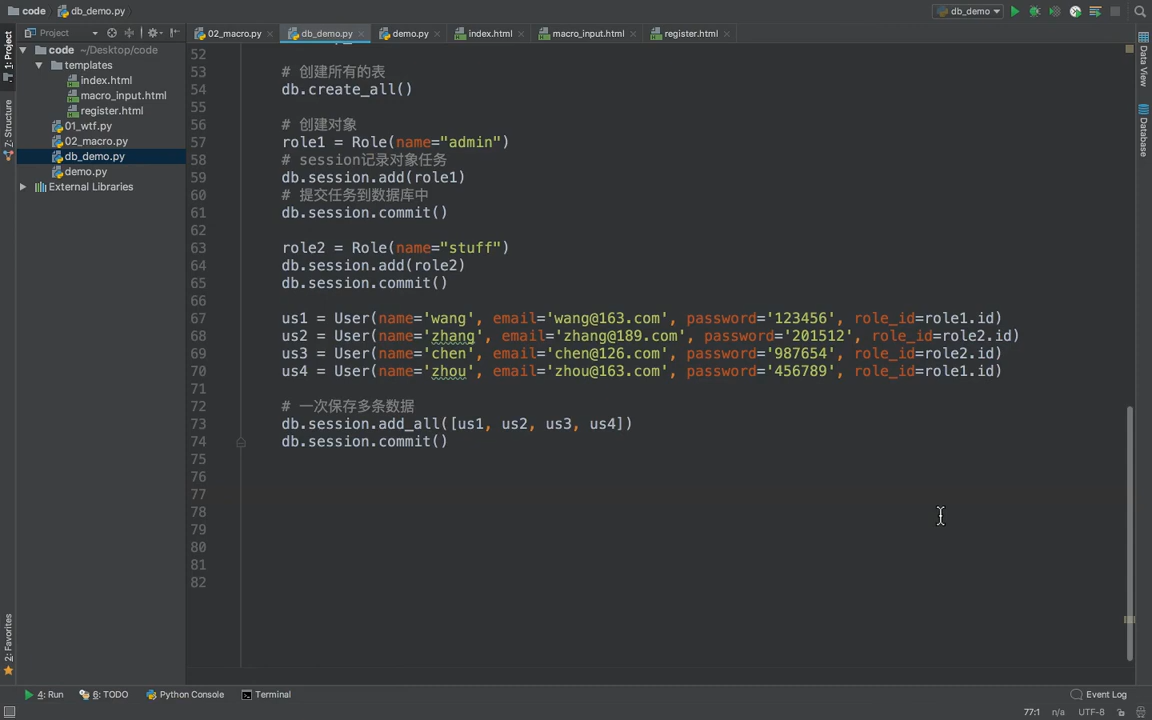 code
db_demo.py
db_demo
Project
02_macro.py
db_demo.py
demo.py
index.html
macro_input.html
register.html
1: Project
Z: Structure
2: Favorites
Data View
Database
code ~/Desktop/code
templates
index.html
macro_input.html
register.html
01_wtf.py
02_macro.py
db_demo.py
demo.py
External Libraries
52
53 # 创建所有的表
54 db.create_all()
55
56 # 创建对象
57 role1 = Role(name="admin")
58 # session记录对象任务
59 db.session.add(role1)
60 # 提交任务到数据库中
61 db.session.commit()
62
63 role2 = Role(name="stuff")
64 db.session.add(role2)
65 db.session.commit()
66
67 us1 = User(name='wang', email='wang@163.com', password='123456', role_id=role1.id)
68 us2 = User(name='zhang', email='zhang@189.com', password='201512', role_id=role2.id)
69 us3 = User(name='chen', email='chen@126.com', password='987654', role_id=role2.id)
70 us4 = User(name='zhou', email='zhou@163.com', password='456789', role_id=role1.id)
71
72 # 一次保存多条数据
73 db.session.add_all([us1, us2, us3, us4])
74 db.session.commit()
75
76
77
78
79
80
81
82
4: Run
6: TODO
Python Console
Terminal
Event Log
77:1 n/a UTF-8